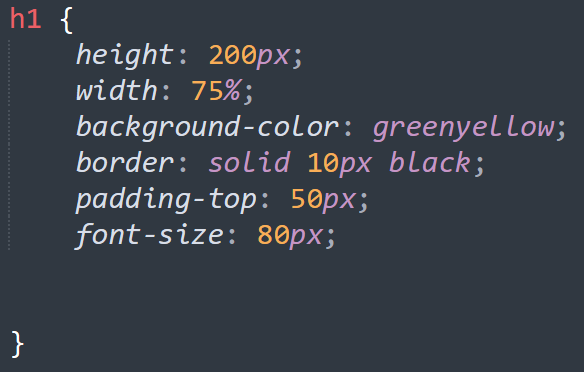 h1 {
height: 200px;
width: 75%;
background-color: greenyellow;
border: solid 10px black;
padding-top: 50px;
font-size: 80px;
}